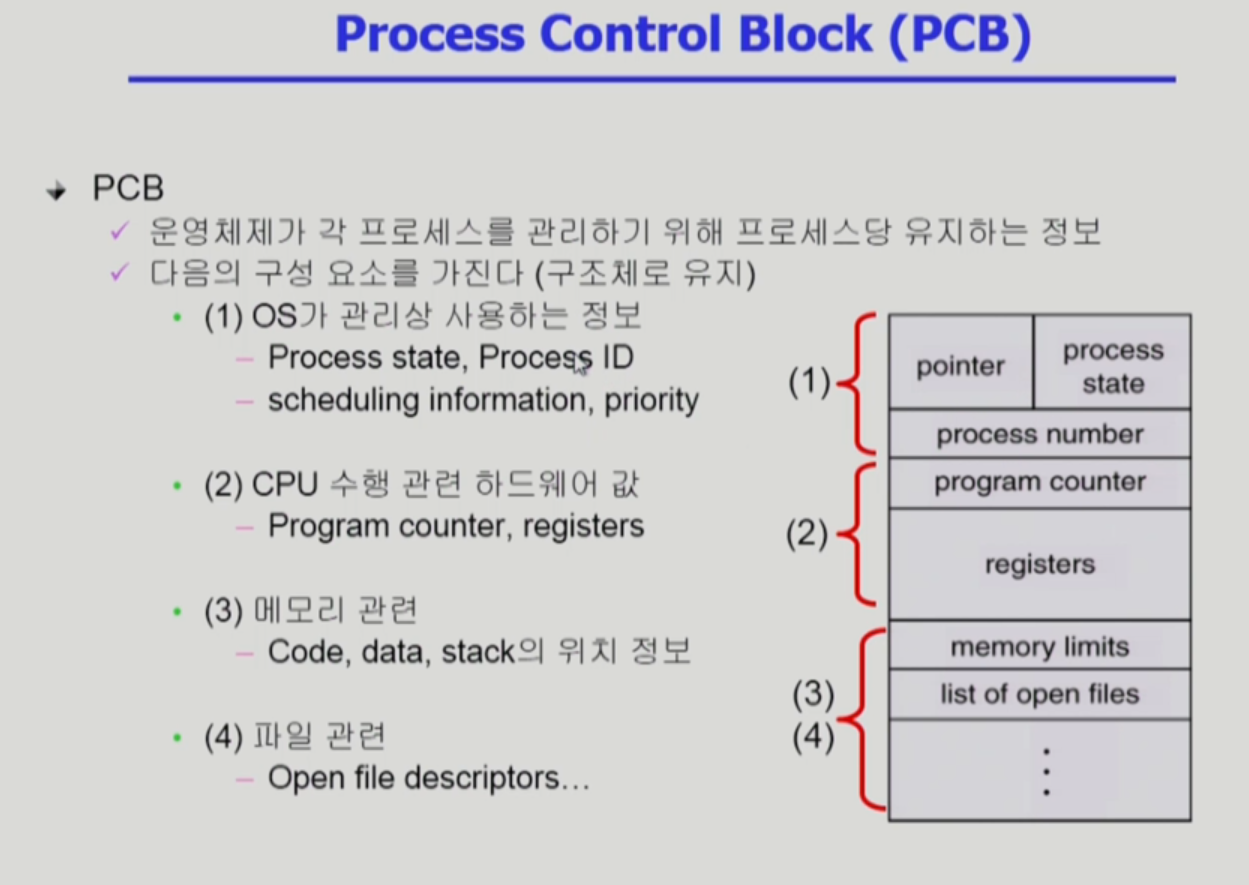 Process Control Block (PCB)
PCB
운영체제가 각 프로세스를 관리하기 위해 프로세스당 유지하는 정보
다음의 구성 요소를 가진다 (구조체로 유지)
(1) OS가 관리상 사용하는 정보
Process state, Process ID
scheduling information, priority
(2) CPU 수행 관련 하드웨어 값
Program counter, registers
(3) 메모리 관련
Code, data, stack의 위치 정보
(4) 파일 관련
Open file descriptors…
(1)
pointer
process
state
process number
(2)
program counter
registers
(3)
(4)
memory limits
list of open files